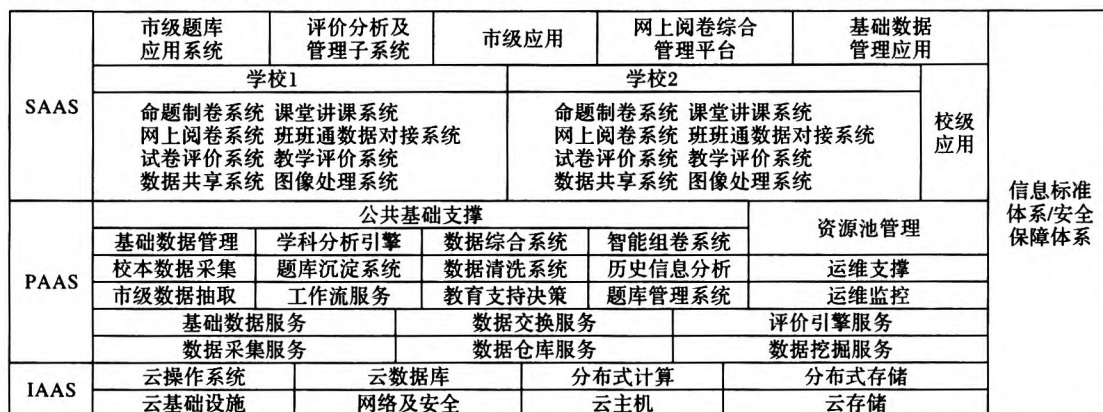 市级题库
应用系统
评价分析及
管理子系统
市级应用
网上阅卷综合
管理平台
基础数据
管理应用
SAAS
学校1
学校2
命题制卷系统 课堂讲课系统
网上阅卷系统 班班通数据对接系统
试卷评价系统 教学评价系统
数据共享系统 图像处理系统
命题制卷系统 课堂讲课系统
网上阅卷系统 班班通数据对接系统
试卷评价系统 教学评价系统
数据共享系统 图像处理系统
校级
应用
信息标准
体系/安全
保障体系
PAAS
公共基础支撑
资源池管理
基础数据管理
学科分析引擎
数据综合系统
智能组卷系统
校本数据采集
题库沉淀系统
数据清洗系统
历史信息分析
运维支撑
市级数据抽取
工作流服务
教育支持决策
题库管理系统
运维监控
基础数据服务
数据交换服务
评价引擎服务
数据采集服务
数据仓库服务
数据挖掘服务
IAAS
云操作系统
云数据库
分布式计算
分布式存储
云基础设施
网络及安全
云主机
云存储